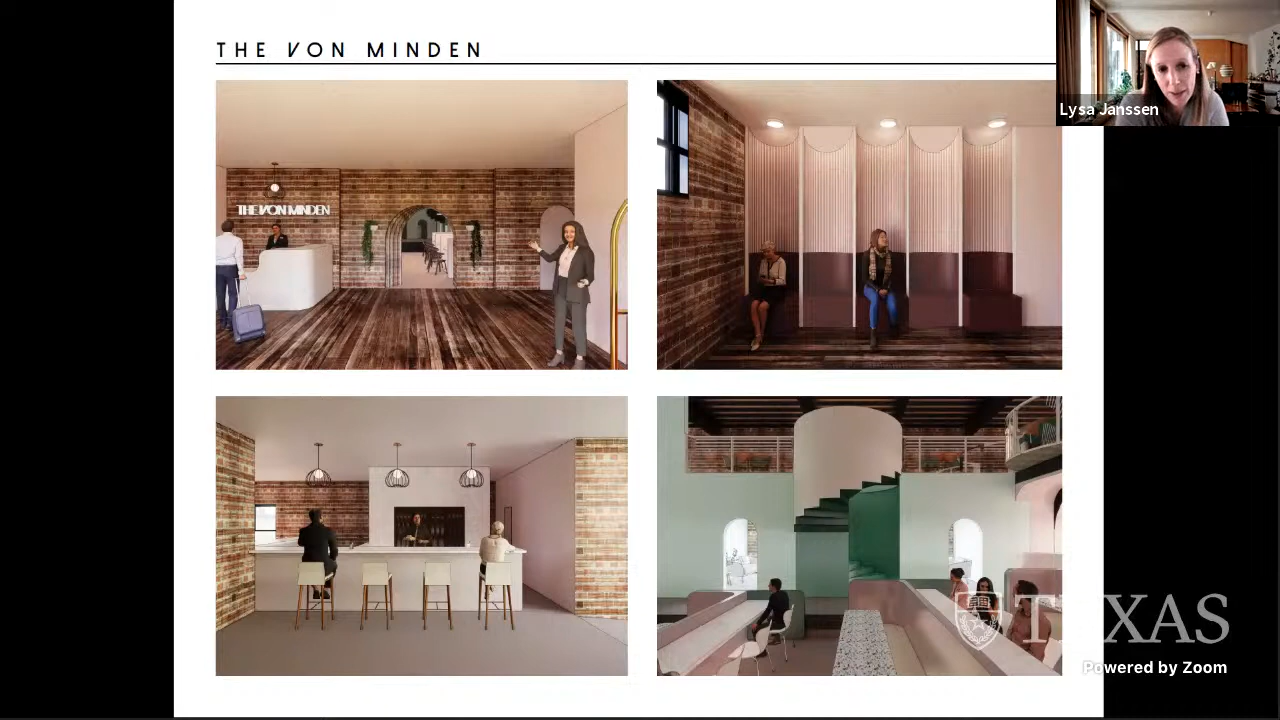 THE VON MINDEN
Lysa Janssen
THE VON MINDEN
TEXAS
Powered by Zoom